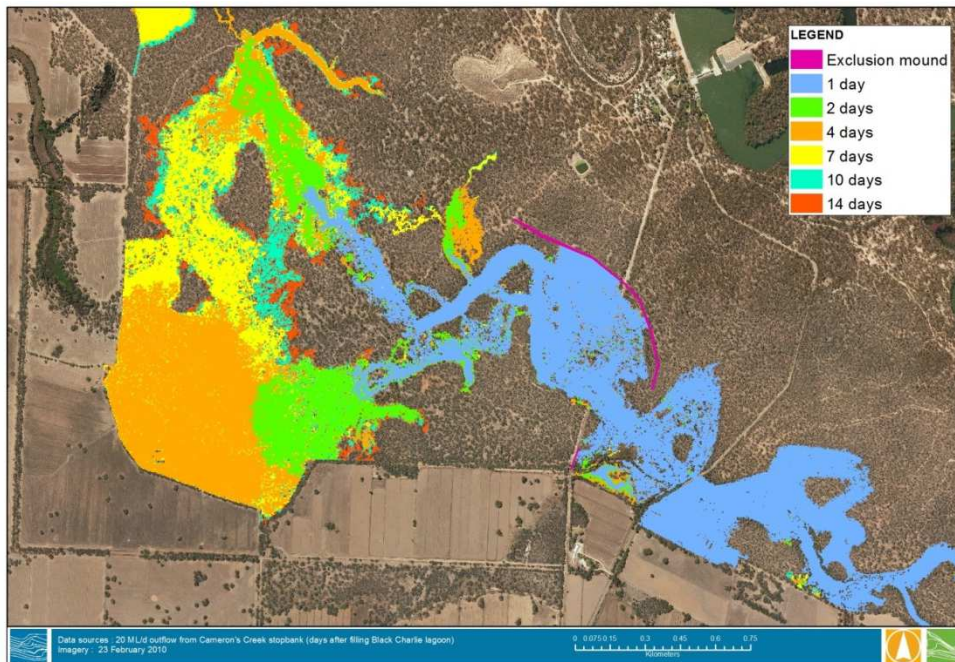 LEGEND
Exclusion mound
1 day
2 days
4 days
7 days
10 days
14 days
Data sources : 20 ML/d outflow from Cameron's Creek stopbank (days after filling Black Charlie lagoon)
Imagery : 23 February 2010
0 0.075 0.15 0.3 0.45 0.6 0.75
Kilometers